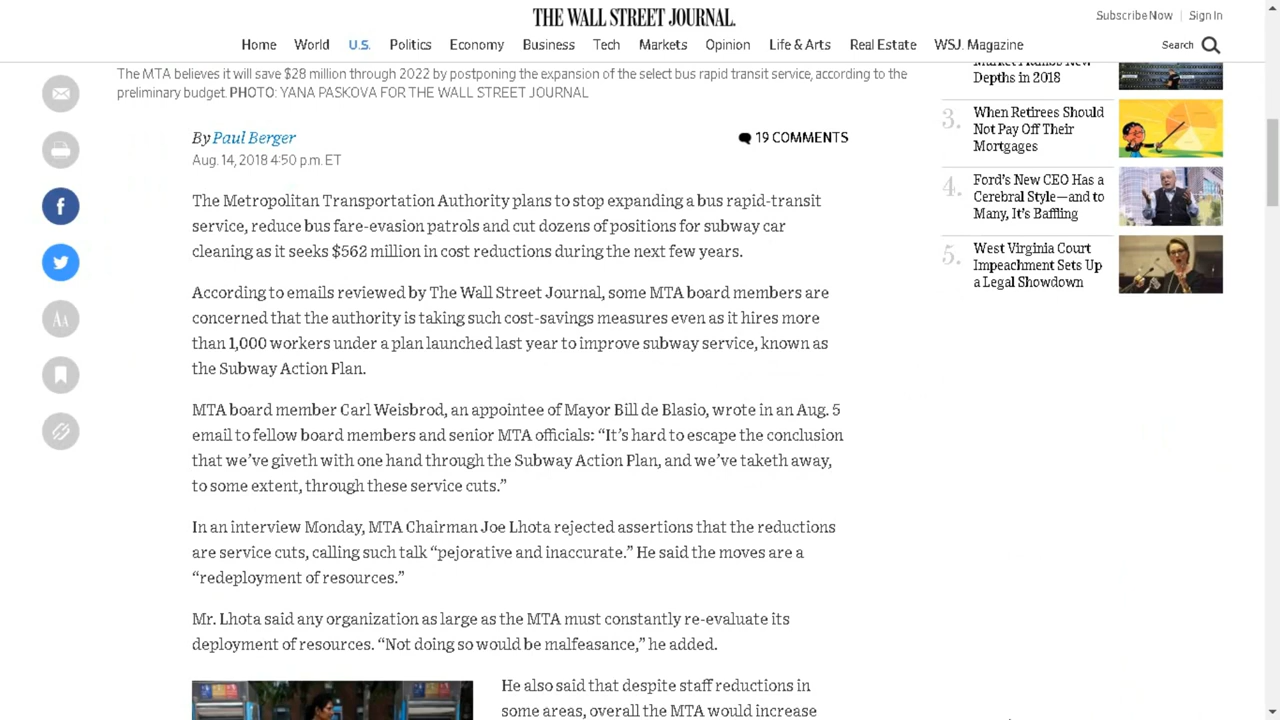 THE WALL STREET JOURNAL.
Subscribe Now | Sign In
Home World U.S. Politics Economy Business Tech Markets Opinion Life & Arts Real Estate WSJ. Magazine Search
The MTA believes it will save $28 million through 2022 by postponing the expansion of the select bus rapid transit service, according to the
preliminary budget. PHOTO: YANA PASKOVA FOR THE WALL STREET JOURNAL
By Paul Berger
19 COMMENTS
Aug. 14, 2018 4:50 p.m. ET
The Metropolitan Transportation Authority plans to stop expanding a bus rapid-transit
service, reduce bus fare-evasion patrols and cut dozens of positions for subway car
cleaning as it seeks $562 million in cost reductions during the next few years.
According to emails reviewed by The Wall Street Journal, some MTA board members are
concerned that the authority is taking such cost-savings measures even as it hires more
than 1,000 workers under a plan launched last year to improve subway service, known as
the Subway Action Plan.
MTA board member Carl Weisbrod, an appointee of Mayor Bill de Blasio, wrote in an Aug. 5
email to fellow board members and senior MTA officials: “It’s hard to escape the conclusion
that we’ve giveth with one hand through the Subway Action Plan, and we’ve taketh away,
to some extent, through these service cuts.”
In an interview Monday, MTA Chairman Joe Lhota rejected assertions that the reductions
are service cuts, calling such talk “pejorative and inaccurate.” He said the moves are a
“redeployment of resources.”
Mr. Lhota said any organization as large as the MTA must constantly re-evaluate its
deployment of resources. “Not doing so would be malfeasance,” he added.
He also said that despite staff reductions in
some areas, overall the MTA would increase
Depths in 2018
3. When Retirees Should
Not Pay Off Their
Mortgages
4. Ford’s New CEO Has a
Cerebral Style—and to
Many, It’s Baffling
5. West Virginia Court
Impeachment Sets Up
a Legal Showdown
f
AA